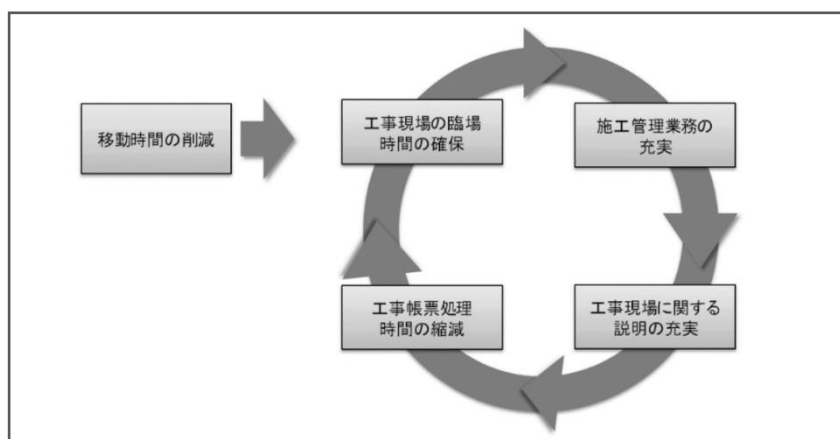 移動時間の削減
工事現場の臨場
時間の確保
施工管理業務の
充実
工事帳票処理
時間の縮減
工事現場に関する
説明の充実